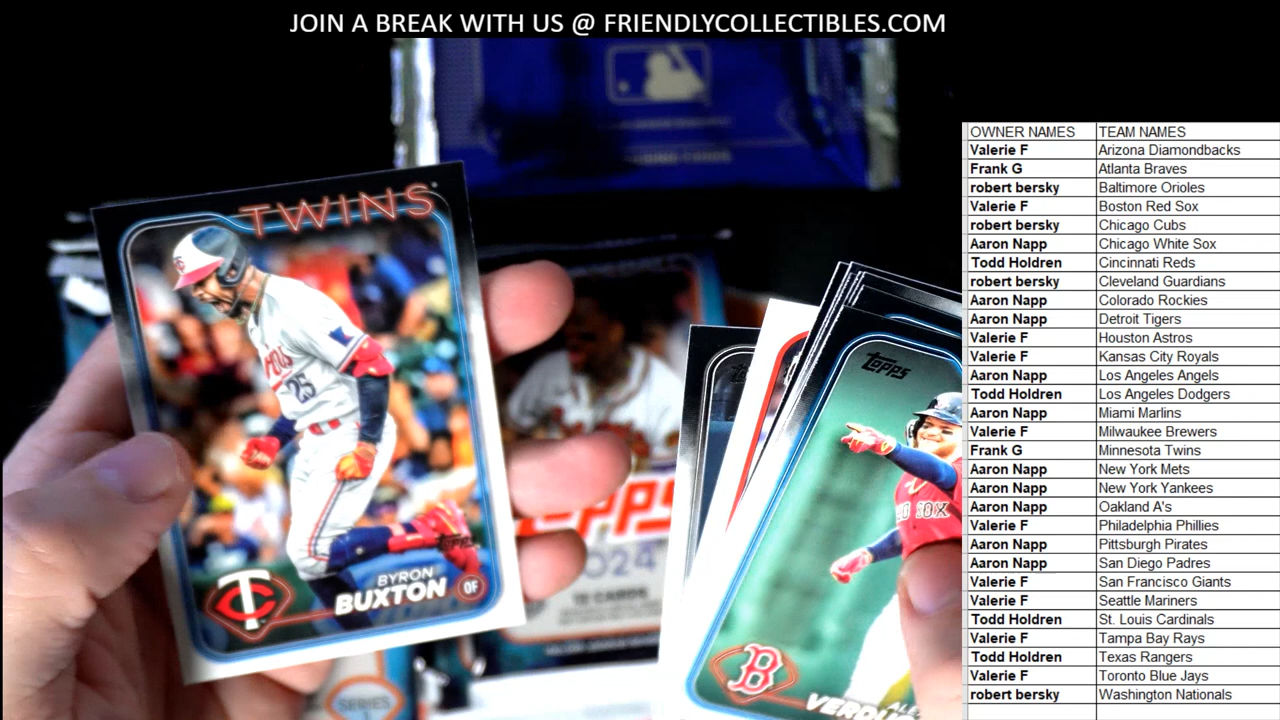 JOIN A BREAK WITH US @ FRIENDLYCOLLECTIBLES.COM
OWNER NAMES TEAM NAMES
Valerie F Arizona Diamondbacks
Frank G Atlanta Braves
robert bersky Baltimore Orioles
Valerie F Boston Red Sox
robert bersky Chicago Cubs
Aaron Napp Chicago White Sox
Todd Holdren Cincinnati Reds
robert bersky Cleveland Guardians
Aaron Napp Colorado Rockies
Aaron Napp Detroit Tigers
Valerie F Houston Astros
Valerie F Kansas City Royals
Aaron Napp Los Angeles Angels
Todd Holdren Los Angeles Dodgers
Aaron Napp Miami Marlins
Valerie F Milwaukee Brewers
Frank G Minnesota Twins
Aaron Napp New York Mets
Aaron Napp New York Yankees
Aaron Napp Oakland A's
Valerie F Philadelphia Phillies
Aaron Napp Pittsburgh Pirates
Aaron Napp San Diego Padres
Valerie F San Francisco Giants
Valerie F Seattle Mariners
Todd Holdren St. Louis Cardinals
Valerie F Tampa Bay Rays
Todd Holdren Texas Rangers
Valerie F Toronto Blue Jays
robert bersky Washington Nationals
TWINS
25
Topps
TC
BYRON
BUXTON OF
Topps
B
2024
SERIES